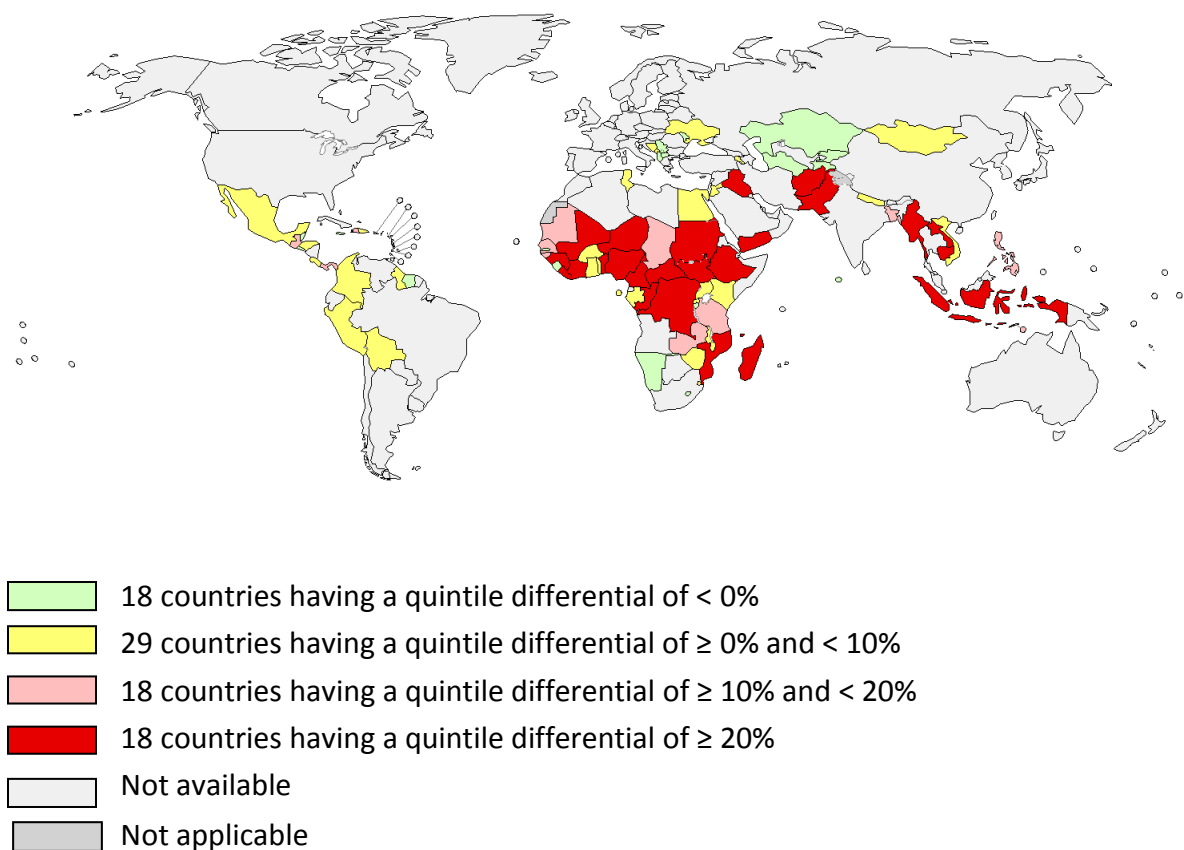 18 countries having a quintile differential of < 0%
29 countries having a quintile differential of ≥ 0% and < 10%
18 countries having a quintile differential of ≥ 10% and < 20%
18 countries having a quintile differential of ≥ 20%
Not available
Not applicable